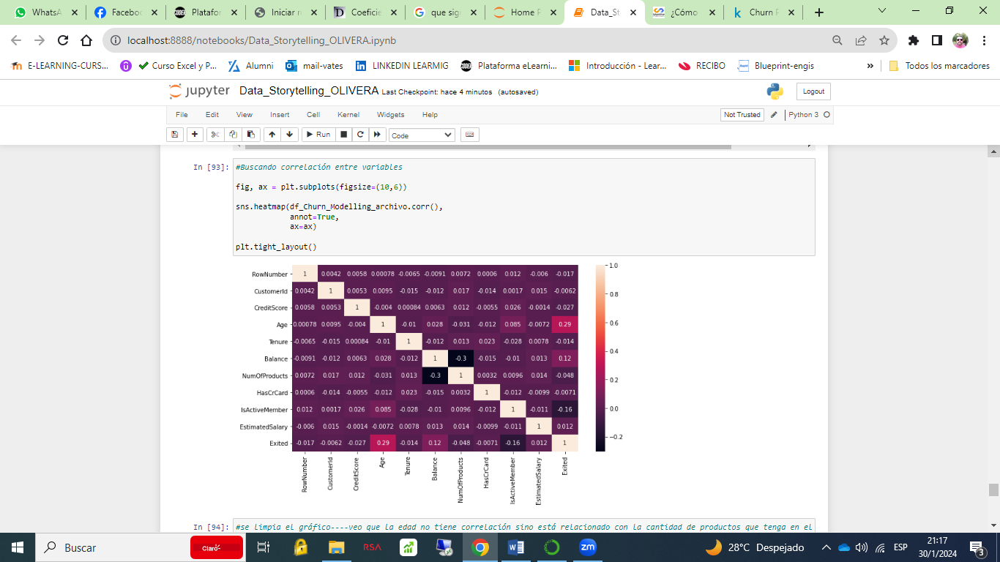 WhatsA
Faceboo
Platafor
Iniciar r
Coeficie
que sig
Home P
Data_St
¿Cómo
Churn P
localhost:8888/notebooks/Data_Storytelling_OLIVERA.ipynb
E-LEARNING-CURS...
Curso Excel y P...
Alumni
mail-vates
LINKEDIN LEARMIG
Plataforma eLearni...
Introducción - Lear...
RECIBO
Blueprint-engis
»
Todos los marcadores
jupyter Data_Storytelling_OLIVERA Last Checkpoint: hace 4 minutos (autosaved)
Logout
File Edit View Insert Cell Kernel Widgets Help
Not Trusted
Python 3
Run
Code
In [93]:
#Buscando correlación entre variables
fig, ax = plt.subplots(figsize=(10,6))
sns.heatmap(df_Churn_Modelling_archivo.corr(),
annot=True,
ax=ax)
plt.tight_layout()
RowNumber 1 0.0042 0.0058 0.00078 -0.0065 -0.0091 0.0072 0.0006 0.012 -0.006 -0.017
CustomerId 0.0042 1 0.0053 0.0095 -0.015 -0.012 0.017 -0.014 0.0017 0.015 -0.0062
CreditScore 0.0058 0.0053 1 -0.004 0.00084 0.0063 0.012 -0.0055 0.026 -0.0014 -0.027
Age 0.00078 0.0095 -0.004 1 -0.01 0.028 -0.031 -0.012 0.085 -0.0072 0.29
Tenure -0.0065 -0.015 0.00084 -0.01 1 -0.012 0.013 0.023 -0.028 0.0078 -0.014
Balance -0.0091 -0.012 0.0063 0.028 -0.012 1 -0.3 -0.015 -0.01 0.013 0.12
NumOfProducts 0.0072 0.017 0.012 -0.031 0.013 -0.3 1 0.0032 0.0096 0.014 -0.048
HasCrCard 0.0006 -0.014 -0.0055 -0.012 0.023 -0.015 0.0032 1 -0.012 -0.0099 -0.0071
IsActiveMember 0.012 0.0017 0.026 0.085 -0.028 -0.01 0.0096 -0.012 1 -0.011 -0.16
EstimatedSalary -0.006 0.015 -0.0014 -0.0072 0.0078 0.013 0.014 -0.0099 -0.011 1 0.012
Exited -0.017 -0.0062 -0.027 0.29 -0.014 0.12 -0.048 -0.0071 -0.16 0.012 1
RowNumber CustomerId CreditScore Age Tenure Balance NumOfProducts HasCrCard IsActiveMember EstimatedSalary Exited
1.0
0.8
0.6
0.4
0.2
0.0
−0.2
In [94]:
#se limpia el gráfico----veo que la edad no tiene correlación sino está relacionado con la cantidad de productos que tenga en el
Buscar
Claro
RSA
zm
28°C Despejado
ESP
21:17
30/1/2024
3